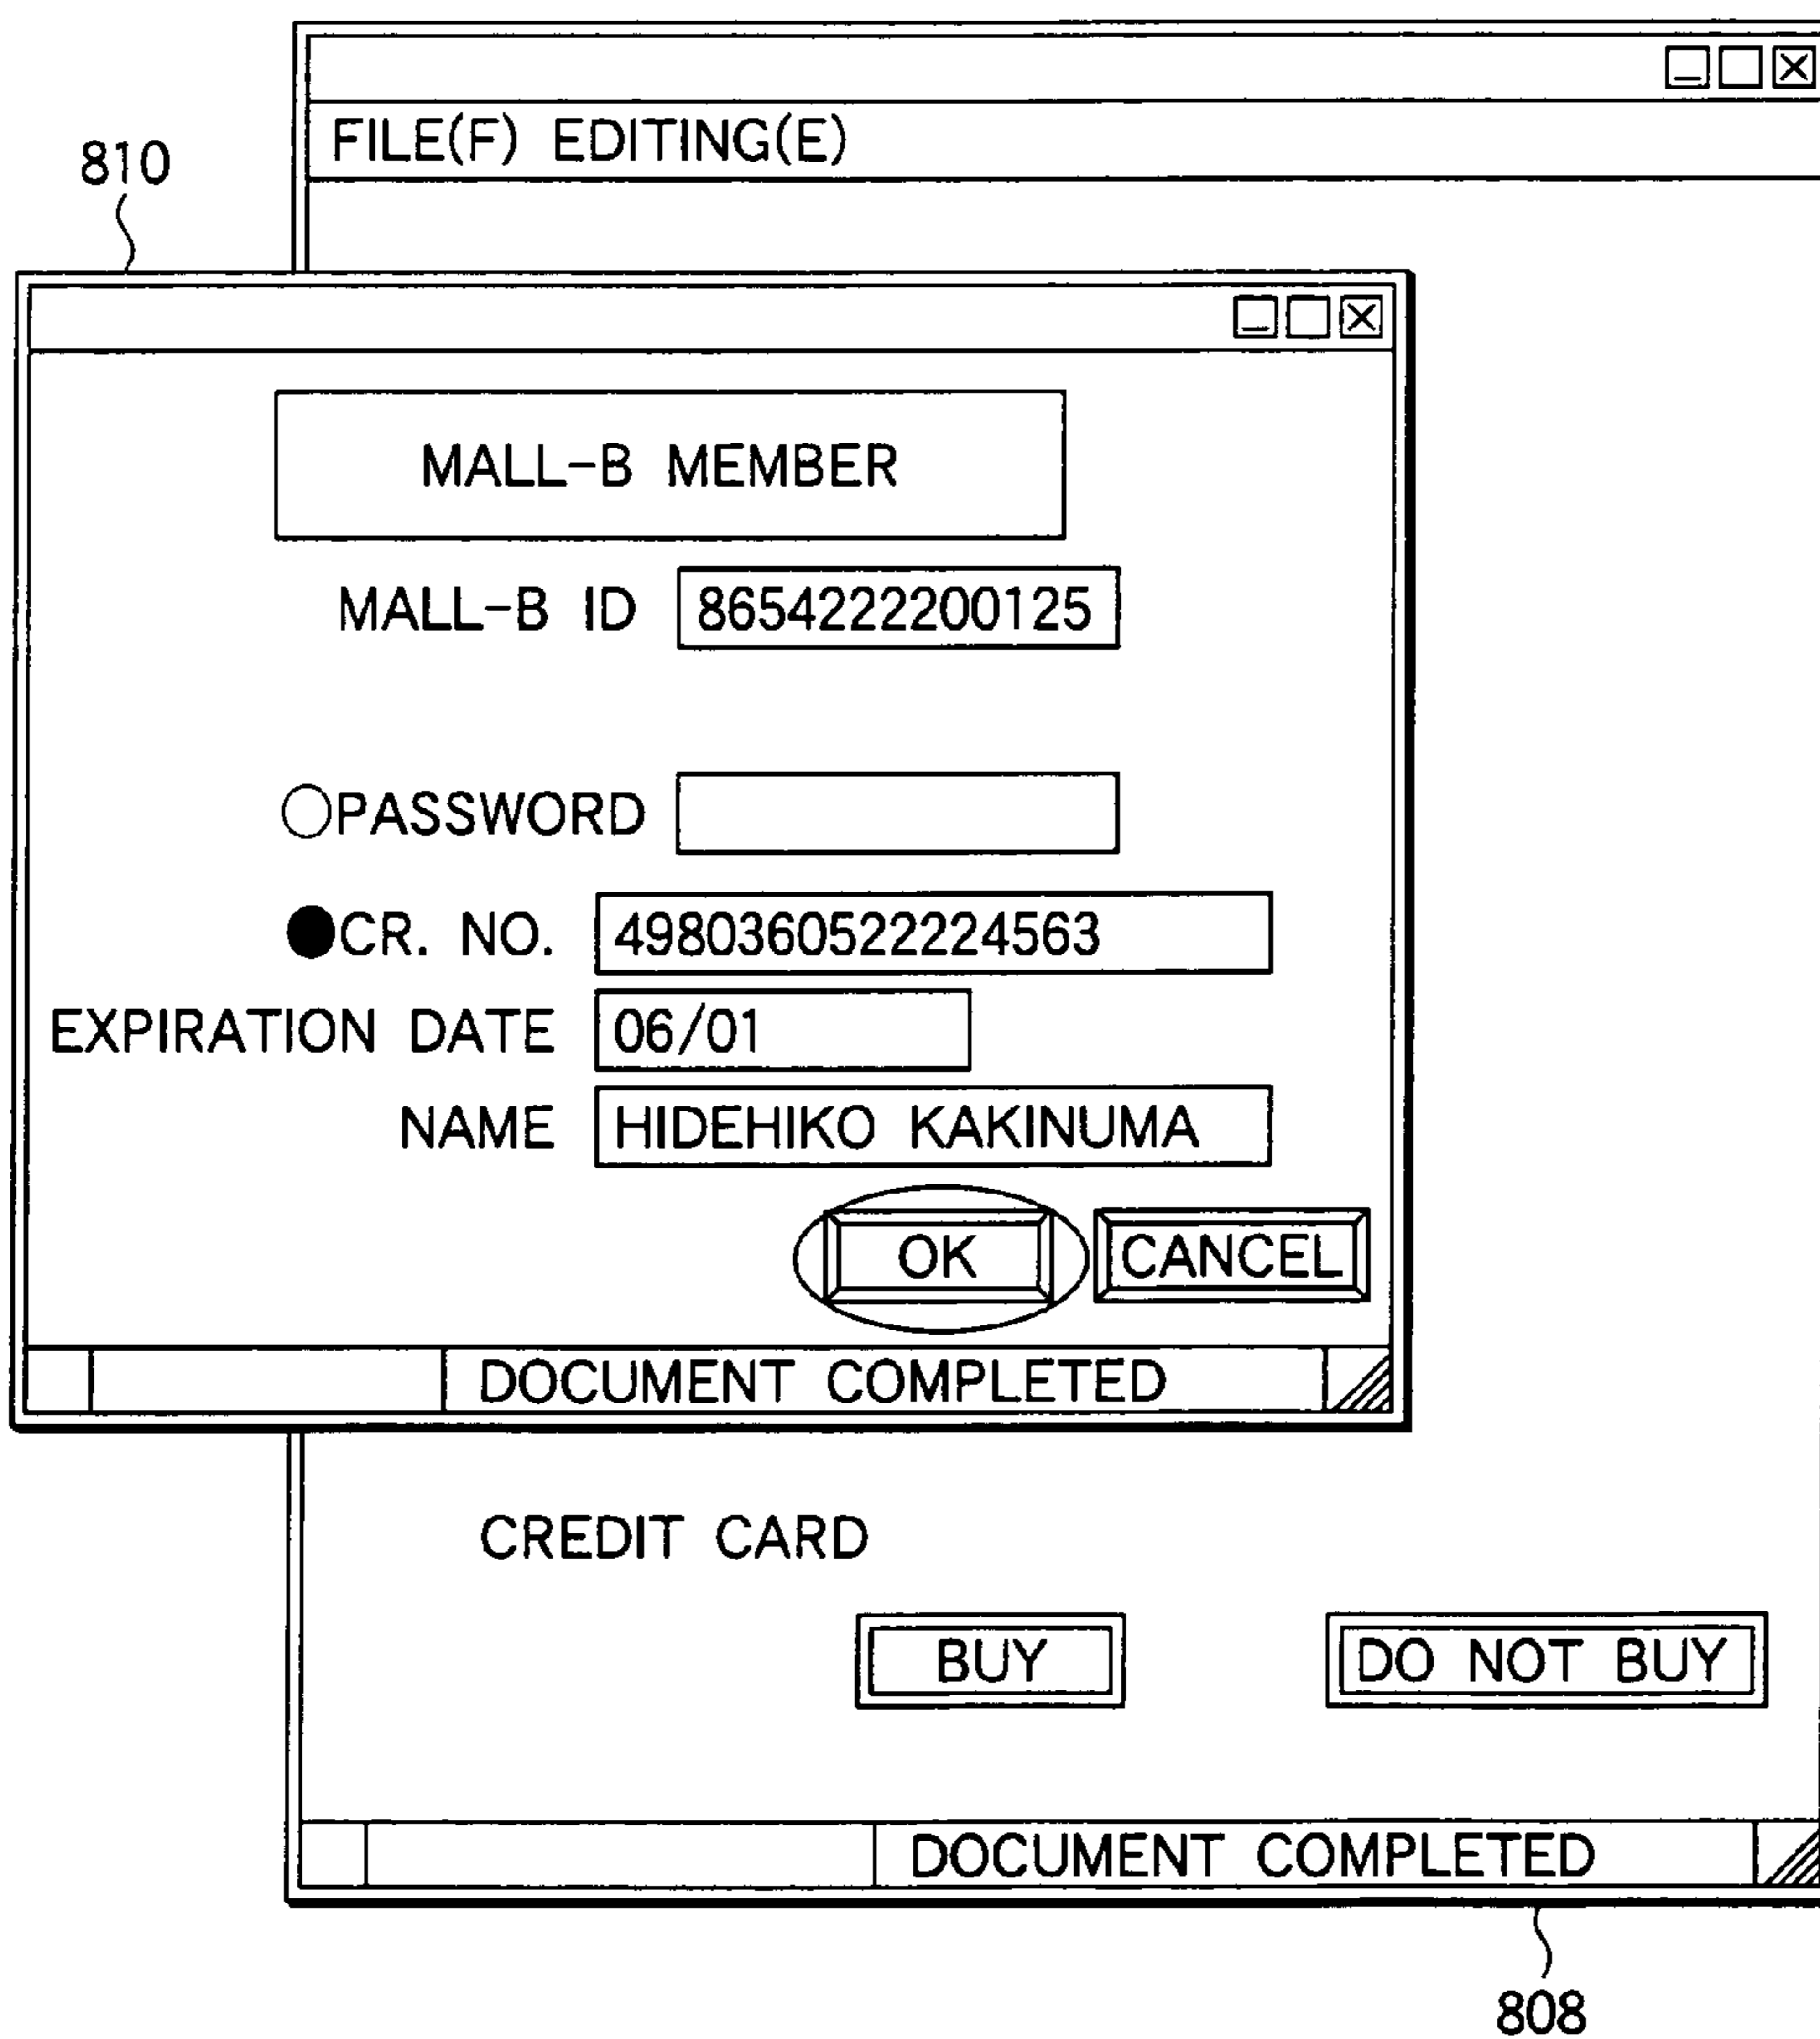 FILE(F) EDITING(E)
810
MALL-B MEMBER
MALL-B ID 8654222200125
PASSWORD
CR. NO. 4980360522224563
EXPIRATION DATE 06/01
NAME HIDEHIKO KAKINUMA
OK CANCEL
DOCUMENT COMPLETED
CREDIT CARD
BUY DO NOT BUY
DOCUMENT COMPLETED
808